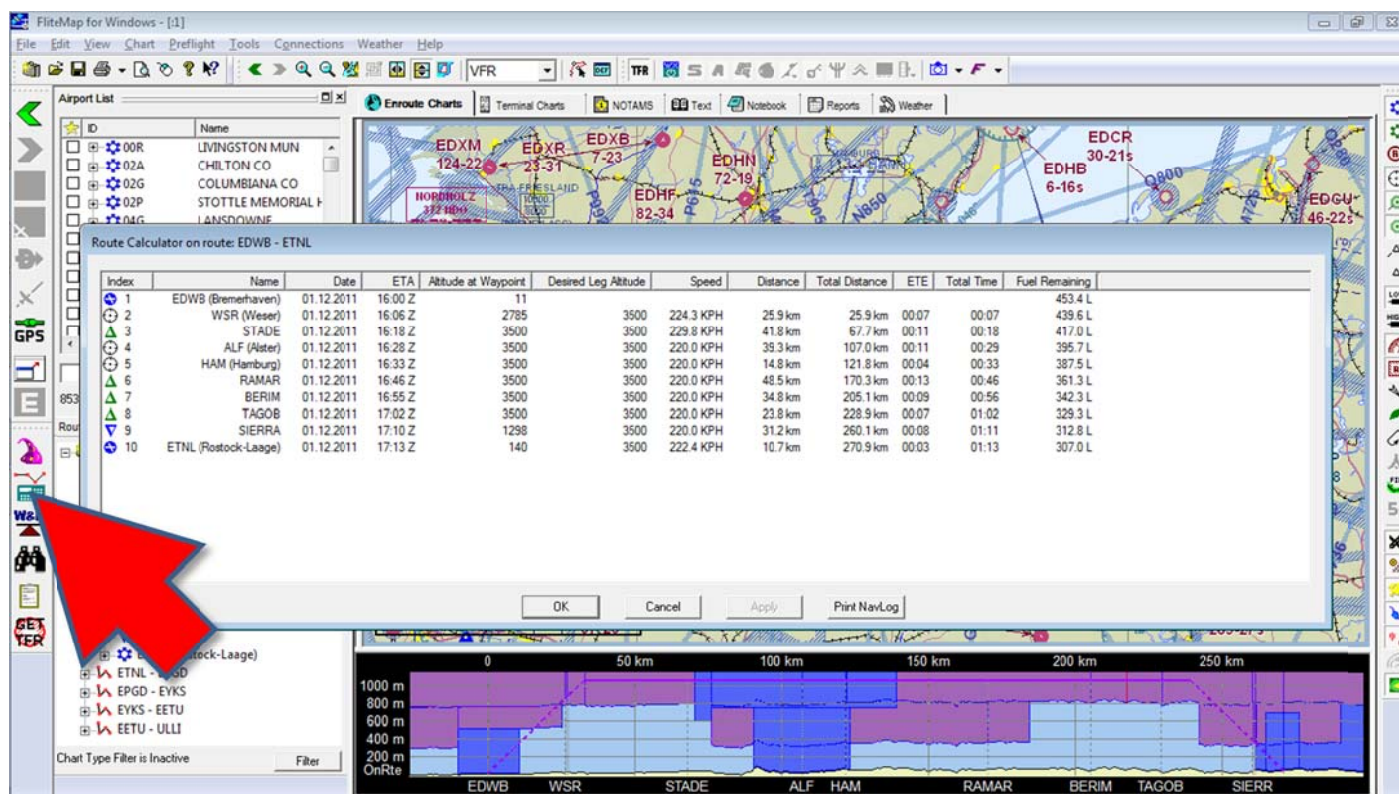 FliteMap for Windows - [:1]
File Edit View Chart Preflight Tools Connections Weather Help
VFR DEF TFR
Airport List
Enroute Charts Terminal Charts NOTAMS Text Notebook Reports Weather
ID Name
00R LIVINGSTON MUN
02A CHILTON CO
02G COLUMBIANA CO
02P STOTTLE MEMORIAL H
04G LANSDOWNE
EDXM 124-22
EDXR 23-31
EDXB 7-23
EDHN 72-19
EDHF 82-34
EDCR 30-21s
EDHB 6-16s
EDGU 46-22s
NORDHOLZ
P615
N850
Q800
Route Calculator on route: EDWB - ETNL
Index Name Date ETA Altitude at Waypoint Desired Leg Altitude Speed Distance Total Distance ETE Total Time Fuel Remaining
1 EDWB (Bremerhaven) 01.12.2011 16:00 Z 11 453.4 L
2 WSR (Weser) 01.12.2011 16:06 Z 2785 3500 224.3 KPH 25.9 km 25.9 km 00:07 00:07 439.6 L
3 STADE 01.12.2011 16:18 Z 3500 3500 229.8 KPH 41.8 km 67.7 km 00:11 00:18 417.0 L
4 ALF (Alster) 01.12.2011 16:28 Z 3500 3500 220.0 KPH 39.3 km 107.0 km 00:11 00:29 395.7 L
5 HAM (Hamburg) 01.12.2011 16:33 Z 3500 3500 220.0 KPH 14.8 km 121.8 km 00:04 00:33 387.5 L
6 RAMAR 01.12.2011 16:46 Z 3500 3500 220.0 KPH 48.5 km 170.3 km 00:13 00:46 361.3 L
7 BERIM 01.12.2011 16:55 Z 3500 3500 220.0 KPH 34.8 km 205.1 km 00:09 00:56 342.3 L
8 TAGOB 01.12.2011 17:02 Z 3500 3500 220.0 KPH 23.8 km 228.9 km 00:07 01:02 329.3 L
9 SIERRA 01.12.2011 17:10 Z 1298 3500 220.0 KPH 31.2 km 260.1 km 00:08 01:11 312.8 L
10 ETNL (Rostock-Laage) 01.12.2011 17:13 Z 140 3500 222.4 KPH 10.7 km 270.9 km 00:03 01:13 307.0 L
OK Cancel Apply Print NavLog
GPS
E
853
Rou
GET TFR
ock-Laage)
ETNL - GD
EPGD - EYKS
EYKS - EETU
EETU - ULLI
Chart Type Filter is Inactive Filter
0 50 km 100 km 150 km 200 km 250 km
1000 m
800 m
600 m
400 m
200 m
OnRte
EDWB WSR STADE ALF HAM RAMAR BERIM TAGOB SIERR